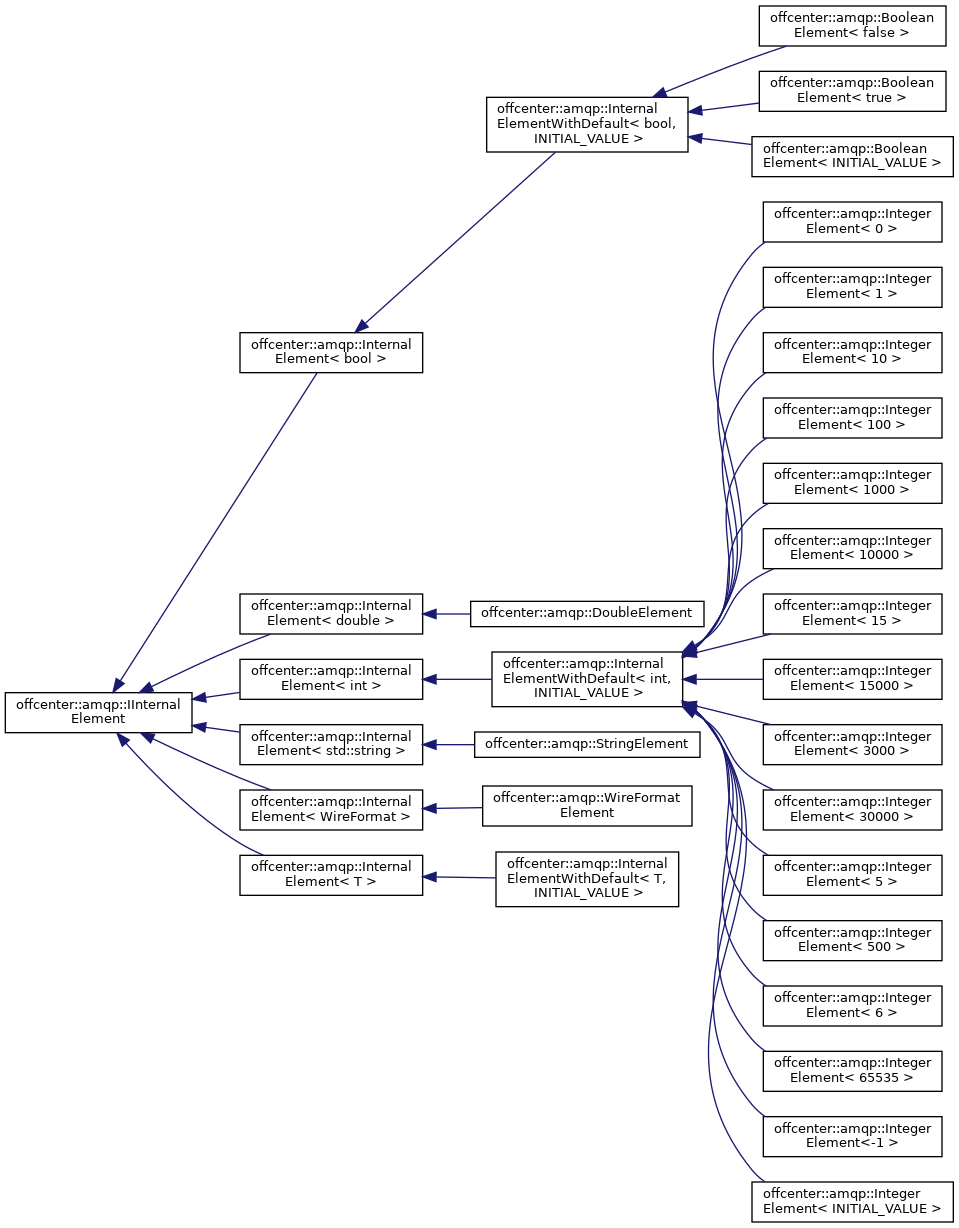 offcenter::amqp::Boolean
Element< false >
offcenter::amqp::Boolean
Element< true >
offcenter::amqp::Internal
ElementWithDefault< bool,
INITIAL_VALUE >
offcenter::amqp::Boolean
Element< INITIAL_VALUE >
offcenter::amqp::Integer
Element< 0 >
offcenter::amqp::Integer
Element< 1 >
offcenter::amqp::Internal
Element< bool >
offcenter::amqp::Integer
Element< 10 >
offcenter::amqp::Integer
Element< 100 >
offcenter::amqp::Integer
Element< 1000 >
offcenter::amqp::Integer
Element< 10000 >
offcenter::amqp::Internal
Element< double >
offcenter::amqp::DoubleElement
offcenter::amqp::Integer
Element< 15 >
offcenter::amqp::Internal
Element< int >
offcenter::amqp::Internal
ElementWithDefault< int,
INITIAL_VALUE >
offcenter::amqp::Integer
Element< 15000 >
offcenter::amqp::IInternal
Element
offcenter::amqp::Internal
Element< std::string >
offcenter::amqp::StringElement
offcenter::amqp::Integer
Element< 3000 >
offcenter::amqp::Internal
Element< WireFormat >
offcenter::amqp::WireFormat
Element
offcenter::amqp::Integer
Element< 30000 >
offcenter::amqp::Internal
Element< T >
offcenter::amqp::Internal
ElementWithDefault< T,
INITIAL_VALUE >
offcenter::amqp::Integer
Element< 5 >
offcenter::amqp::Integer
Element< 500 >
offcenter::amqp::Integer
Element< 6 >
offcenter::amqp::Integer
Element< 65535 >
offcenter::amqp::Integer
Element<-1 >
offcenter::amqp::Integer
Element< INITIAL_VALUE >